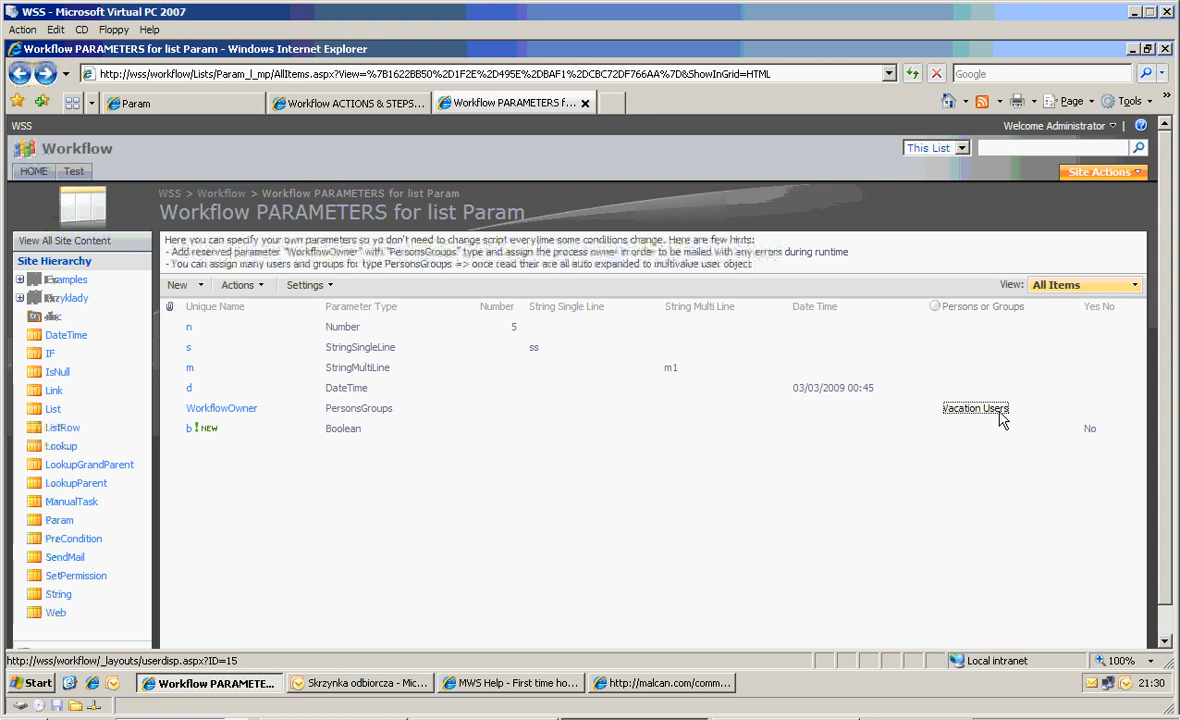 WSS - Microsoft Virtual PC 2007
Action Edit CD Floppy Help
Workflow PARAMETERS for list Param - Windows Internet Explorer
http://wss/workflow/Lists/Param_l_mp/AllItems.aspx?View=%7B1622BB50%2D1F2E%2D495E%2DBAF1%2DCBC72DF766AA%7D&ShowInGrid=HTML
Google
Param
Workflow ACTIONS & STEPS...
Workflow PARAMETERS f...
Page
Tools
WSS
Welcome Administrator
Workflow
This List
HOME
Test
Site Actions
WSS > Workflow > Workflow PARAMETERS for list Param
Workflow PARAMETERS for list Param
View All Site Content
Here you can specify your own parameters so yo don't need to change script everytime some conditions change. Here are few hints:
- Add reserved parameter "WorkflowOwner" with "PersonsGroups" type and assign the process owner in order to be mailed with any errors during runtime
- You can assign many users and groups for type PersonsGroups => once read their are all auto expanded to multivalue user object
Site Hierarchy
Examples
Przyklady
DateTime
IF
IsNull
Link
List
ListRow
Lookup
LookupGrandParent
LookupParent
ManualTask
Param
PreCondition
SendMail
SetPermission
String
Web
New Actions Settings
View: All Items
Unique Name Parameter Type Number String Single Line String Multi Line Date Time Persons or Groups Yes No
n Number 5
s StringSingleLine ss
m StringMultiLine m1
d DateTime 03/03/2009 00:45
WorkflowOwner PersonsGroups Vacation Users
b ! NEW Boolean No
http://wss/workflow/_layouts/userdisp.aspx?ID=15
Local intranet
100%
Start
Workflow PARAMETE...
Skrzynka odbiorcza - Mic...
MWS Help - First time ho...
http://malcan.com/comm...
21:30